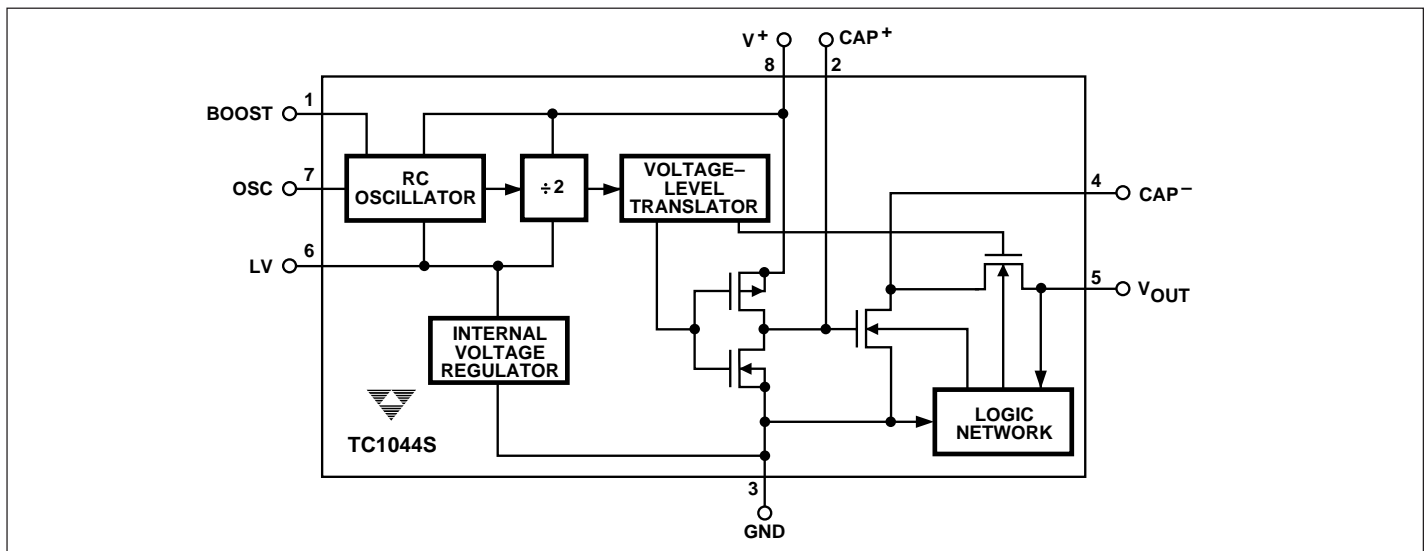 V+
CAP+
8
2
BOOST
1
OSC
7
RC
OSCILLATOR
÷2
VOLTAGE–
LEVEL
TRANSLATOR
4
CAP–
LV
6
5
VOUT
INTERNAL
VOLTAGE
REGULATOR
LOGIC
NETWORK
TC1044S
3
GND